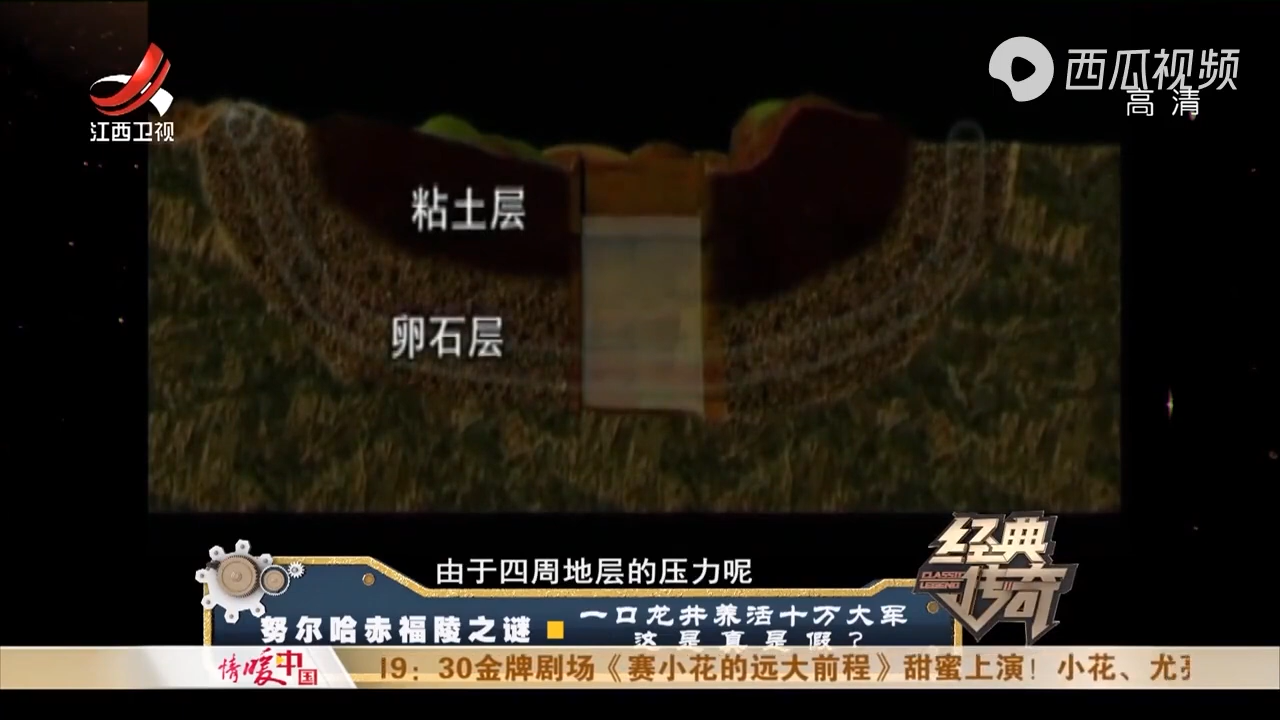 江西卫视
西瓜视频
高清
粘土层
卵石层
由于四周地层的压力呢
经典传奇
CLASSIC LEGEND
努尔哈赤福陵之谜
一口龙井养活十万大军
这是真是假？
情暖中国
19：30金牌剧场《赛小花的远大前程》甜蜜上演！小花、尤